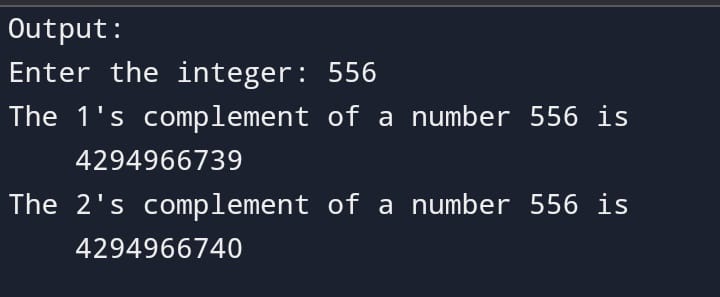 Output:
Enter the integer: 556
The 1's complement of a number 556 is
4294966739
The 2's complement of a number 556 is
4294966740